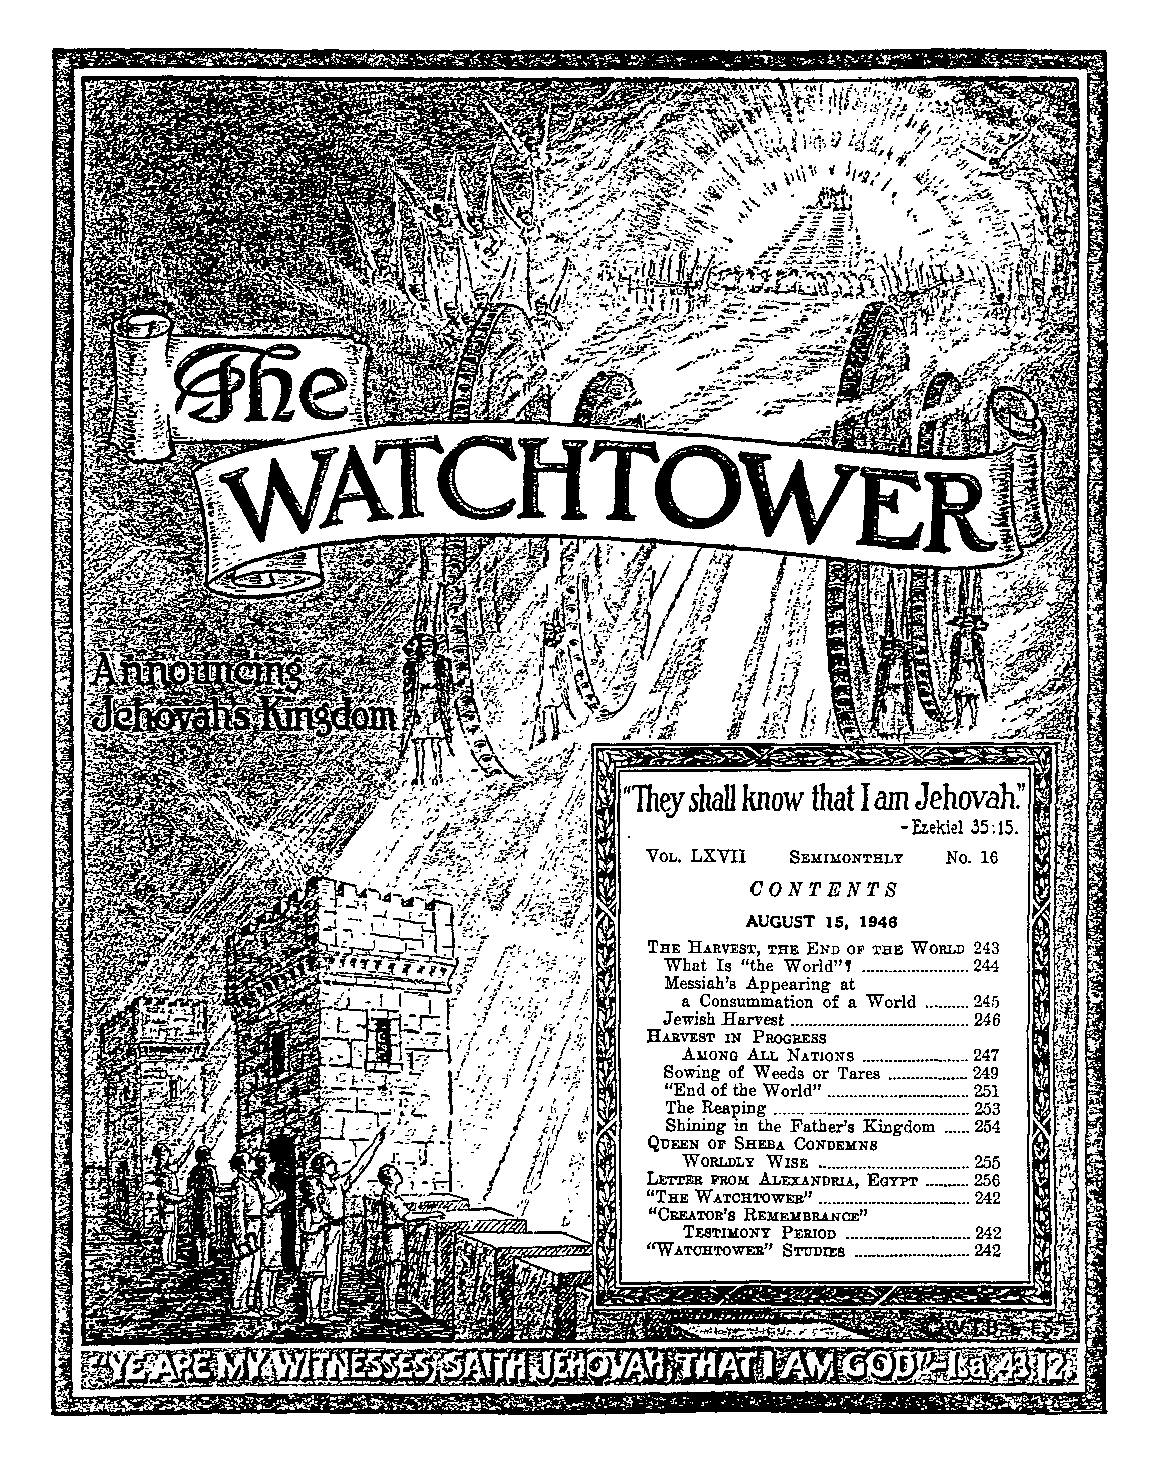 The
WATCHTOWER
Announcing
Jehovah's Kingdom
"They shall know that I am Jehovah."
- Ezekiel 35:15.
VOL. LXVII SEMIMONTHLY No. 16
CONTENTS
AUGUST 15, 1946
THE HARVEST, THE END OF THE WORLD 243
What Is "the World"? ........................ 244
Messiah's Appearing at
a Consummation of a World ......... 245
Jewish Harvest ........................................ 246
HARVEST IN PROGRESS
AMONG ALL NATIONS ........................ 247
Sowing of Weeds or Tares .................. 249
"End of the World" ................................ 251
The Reaping ............................................ 253
Shining in the Father's Kingdom ...... 254
QUEEN OF SHEBA CONDEMNS
WORLDLY WISE .................................. 255
LETTER FROM ALEXANDRIA, EGYPT .......... 256
"THE WATCHTOWER" .................................. 242
"CREATOR'S REMEMBRANCE"
TESTIMONY PERIOD ............................ 242
"WATCHTOWER" STUDIES .......................... 242
"YE ARE MY WITNESSES, SAITH JEHOVAH, THAT I AM GOD."-Isa. 43:12.